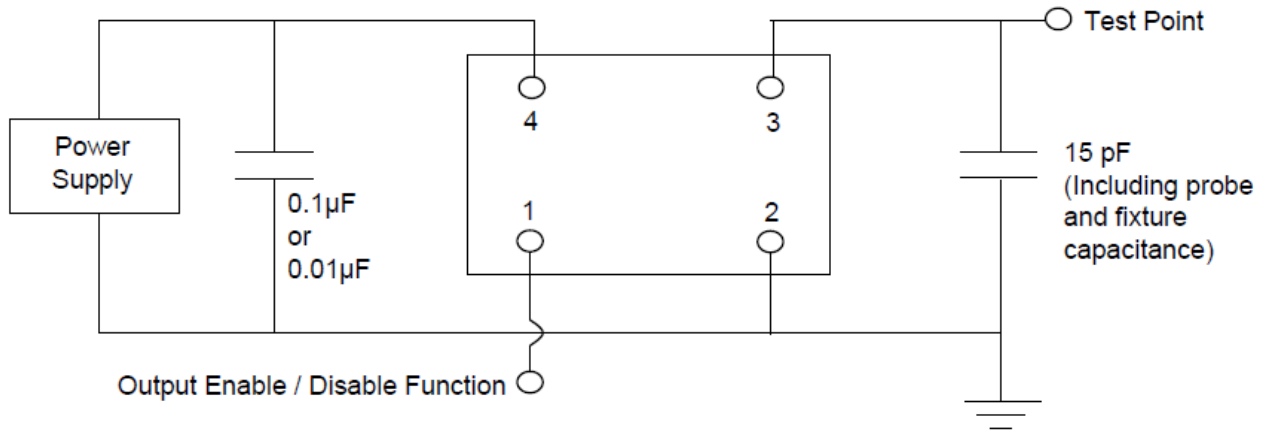 Test Point
4
3
Power
Supply
0.1µF
or
0.01µF
1
2
15 pF
(Including probe
and fixture
capacitance)
Output Enable / Disable Function